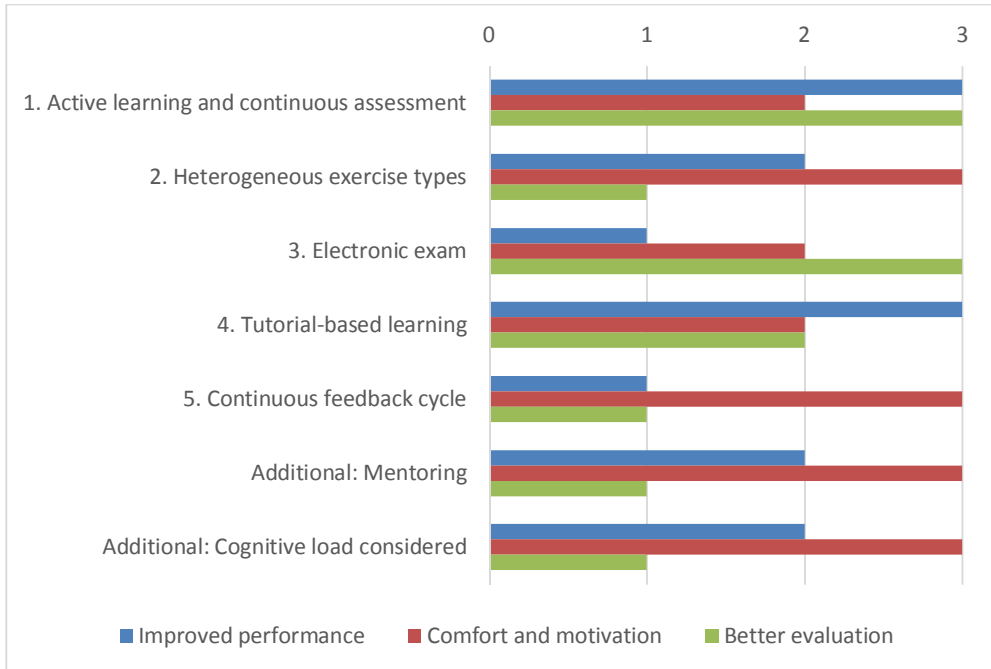 0 1 2 3
1. Active learning and continuous assessment
2. Heterogeneous exercise types
3. Electronic exam
4. Tutorial-based learning
5. Continuous feedback cycle
Additional: Mentoring
Additional: Cognitive load considered
Improved performance Comfort and motivation Better evaluation